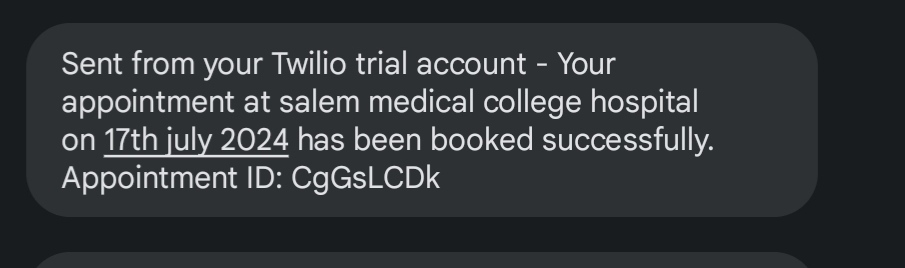 Sent from your Twilio trial account - Your
appointment at salem medical college hospital
on 17th july 2024 has been booked successfully.
Appointment ID: CgGsLCDk